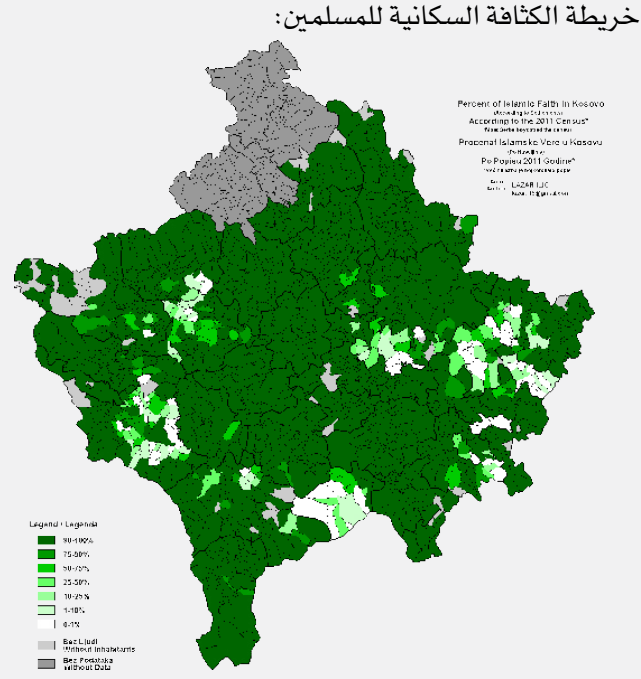 خريطة الكثافة السكانية للمسلمين:
Percent of Islamic Faith In Kosovo
According to the 2011 Census*
Procenat Islamske Vere u Kosovu
Po Popisu 2011 Godine*
LAZAR ILIC
Legend / Legenda
90-100%
75-90%
50-75%
25-50%
10-25%
1-10%
0-1%
Bez Ljudi
Without Inhabitants
Bez Podataka
without Data